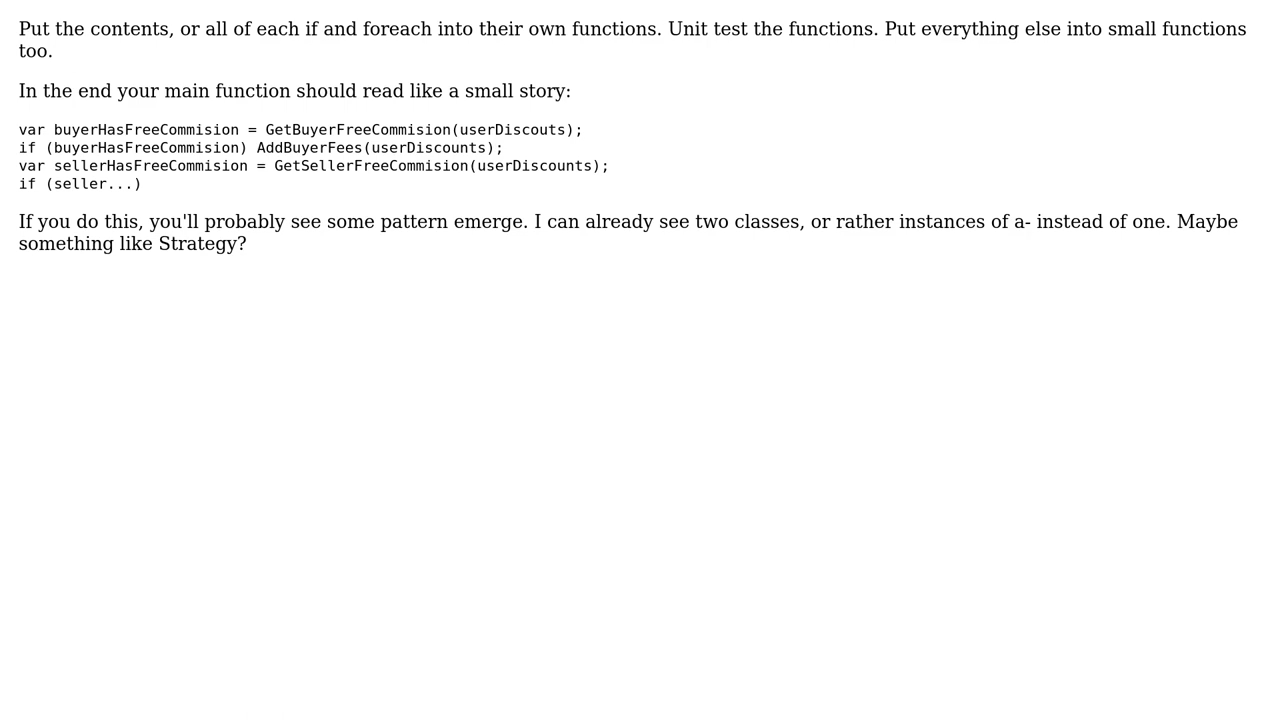 Put the contents, or all of each if and foreach into their own functions. Unit test the functions. Put everything else into small functions
too.
In the end your main function should read like a small story:
var buyerHasFreeCommision = GetBuyerFreeCommision(userDiscouts);
if (buyerHasFreeCommision) AddBuyerFees(userDiscounts);
var sellerHasFreeCommision = GetSellerFreeCommision(userDiscounts);
if (seller...)
If you do this, you'll probably see some pattern emerge. I can already see two classes, or rather instances of a- instead of one. Maybe
something like Strategy?